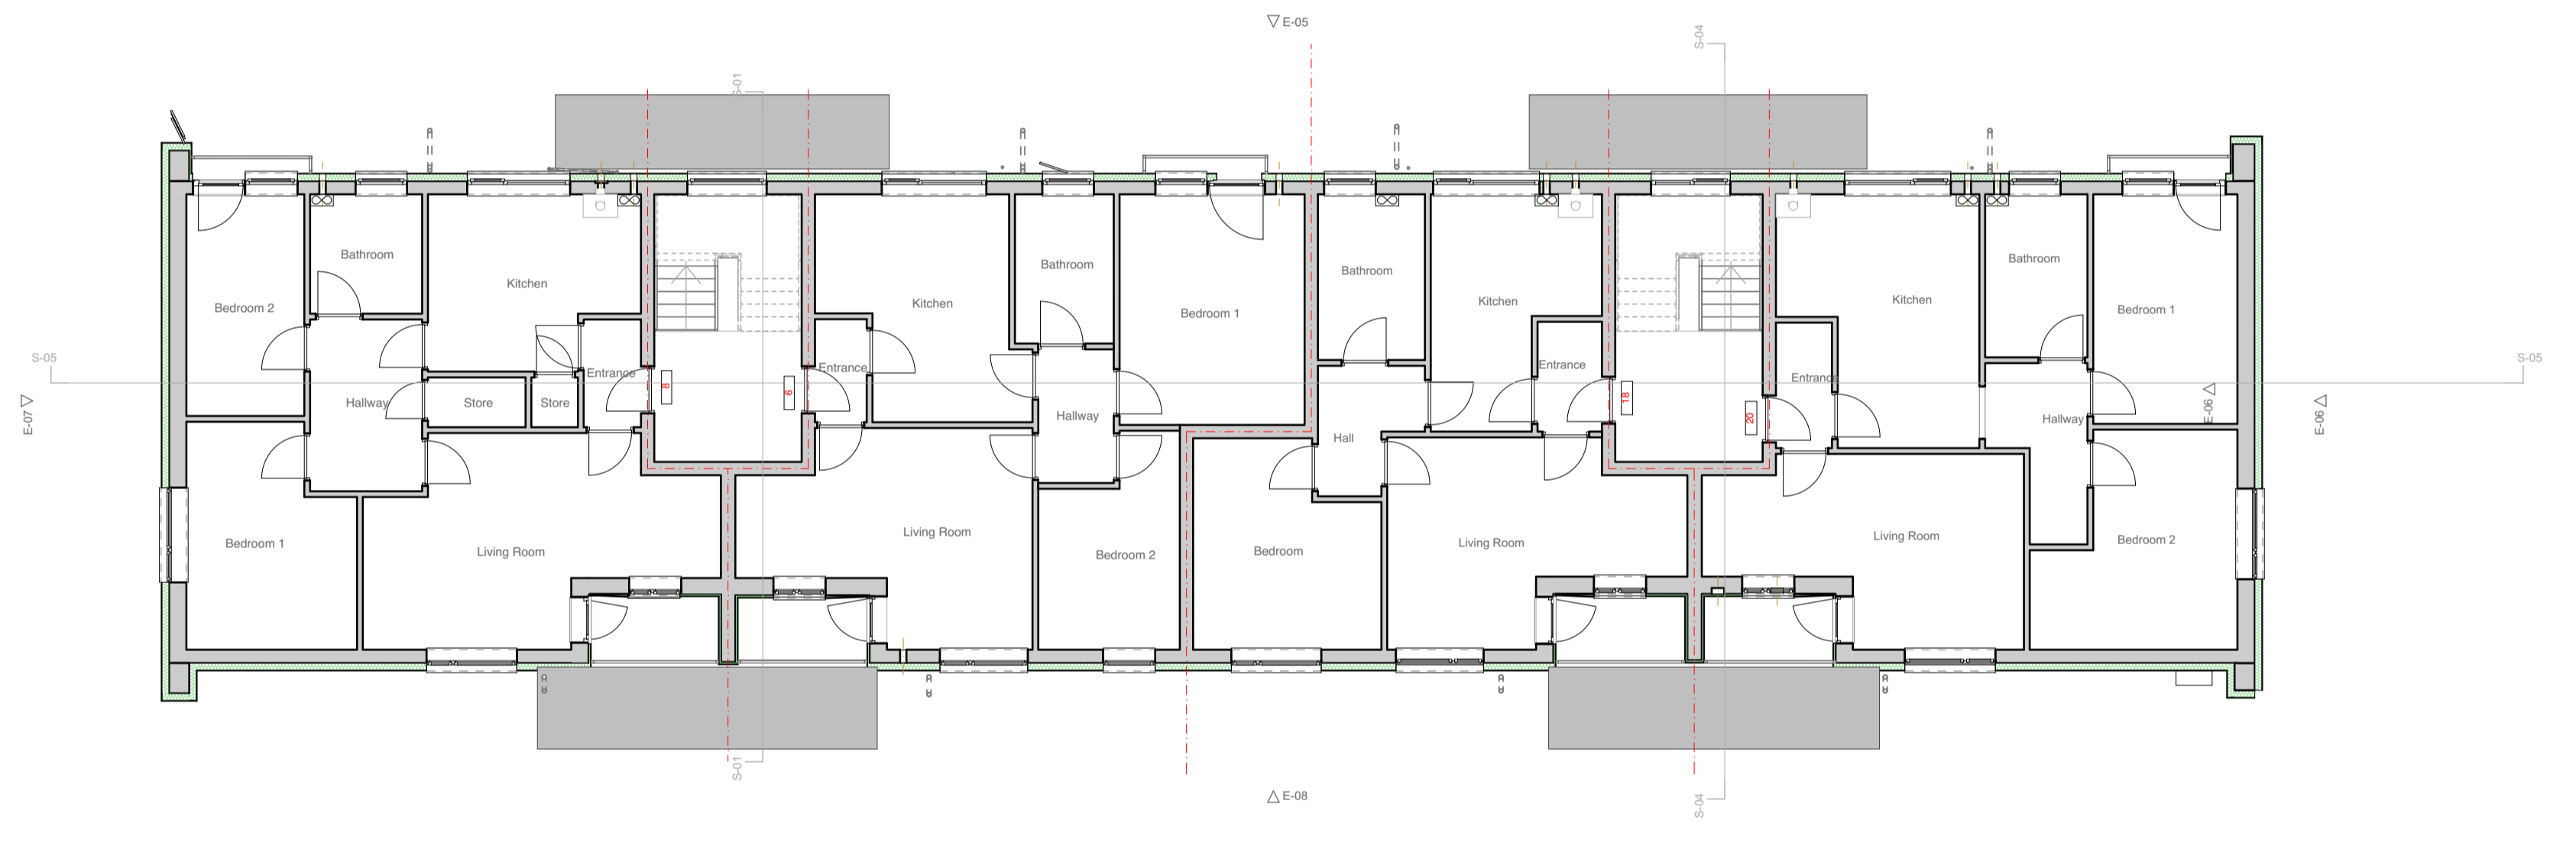 E-05
S-04
S-01
Bathroom
Bathroom
Bathroom
Bathroom
Kitchen
Kitchen
Kitchen
Kitchen
Bedroom 2
Bedroom 1
Bedroom 1
S-05
S-05
Entrance
Entrance
Entrance
Entrance
8
6
18
20
E-07
Hallway
Store
Store
Hallway
Hall
Hallway
E-06
E-06
Bedroom 1
Living Room
Living Room
Bedroom 2
Bedroom
Living Room
Living Room
Bedroom 2
S-01
E-08
S-04